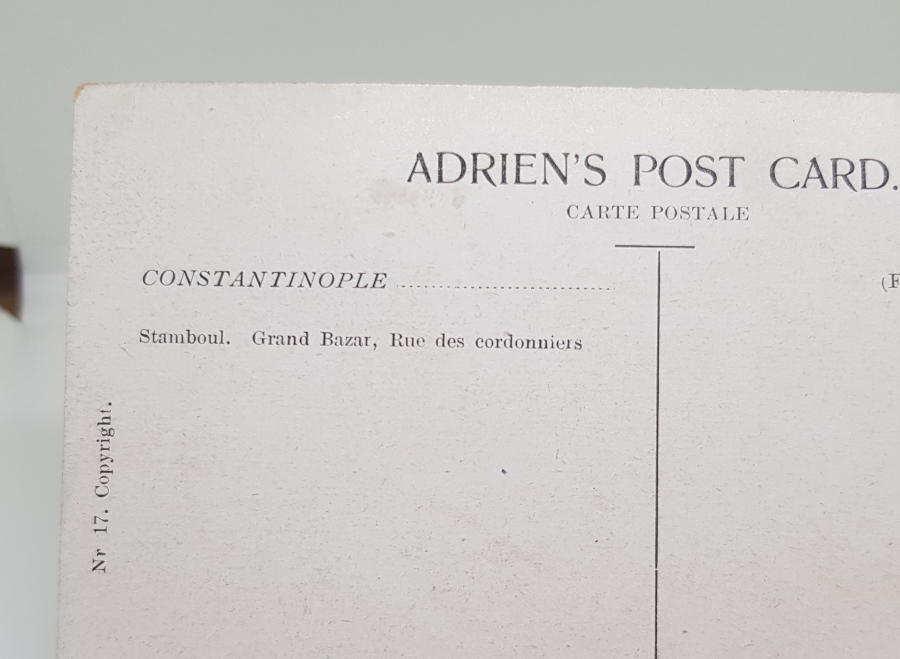 ADRIEN'S POST CARD.
CARTE POSTALE
CONSTANTINOPLE
Stamboul. Grand Bazar, Rue des cordonniers
Nr 17. Copyright.